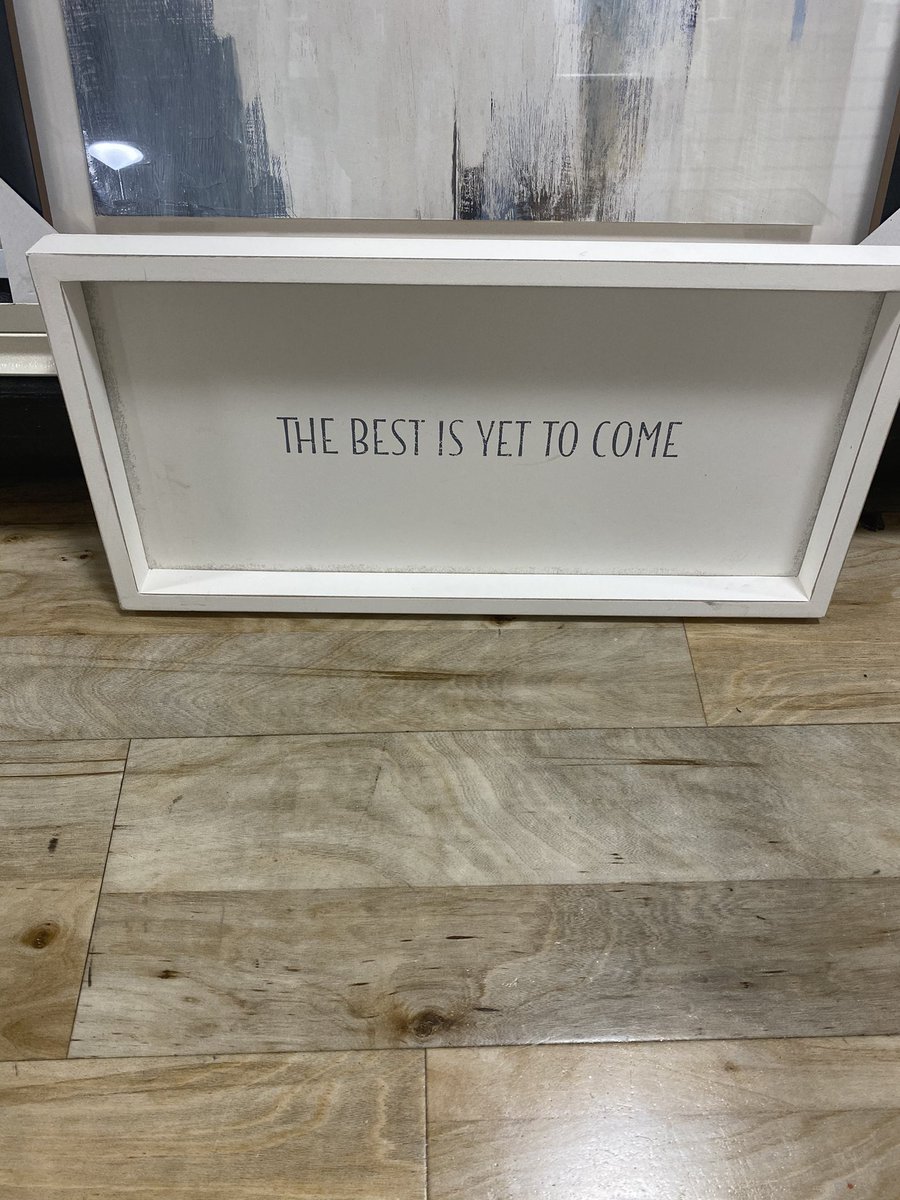 THE BEST IS YET TO COME